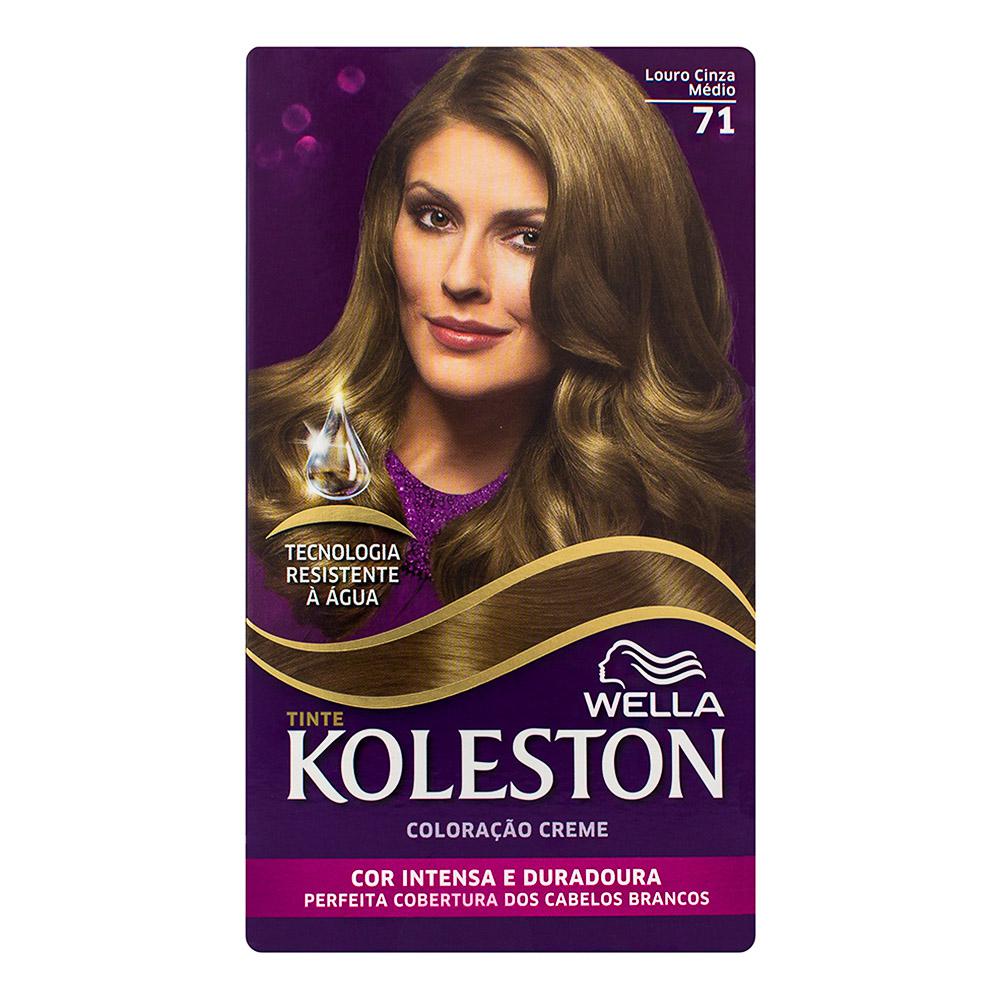 Louro Cinza
Médio
71
TECNOLOGIA
RESISTENTE
À ÁGUA
WELLA
TINTE
KOLESTON
COLORAÇÃO CREME
COR INTENSA E DURADOURA
PERFEITA COBERTURA DOS CABELOS BRANCOS